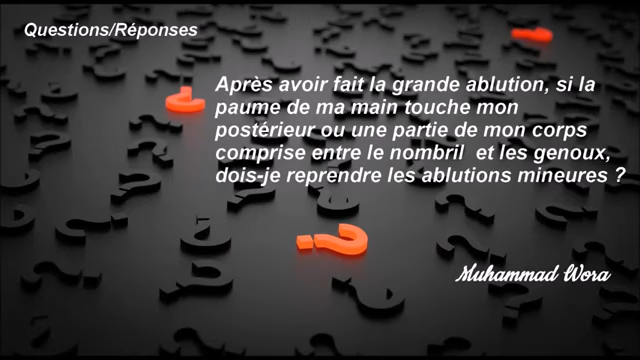 Questions/Réponses
Après avoir fait la grande ablution, si la
paume de ma main touche mon
postérieur ou une partie de mon corps
comprise entre le nombril et les genoux,
dois-je reprendre les ablutions mineures ?
Muhammad Wora